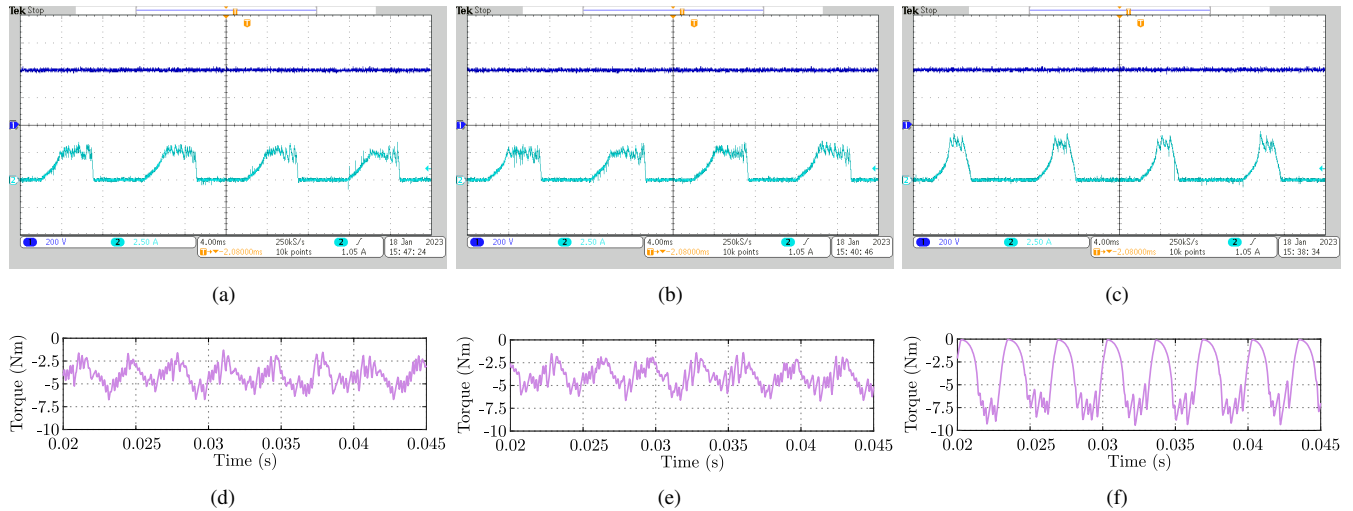 Tek Stop
T
T
T
2
1 200 V 2 2.50 A 4.00ms 250kS/s 2 1.05 A 18 Jan 2023
T→▼-2.08000ms 10k points 15:47:24
(a)
Tek Stop
T
T
T
2
1 200 V 2 2.50 A 4.00ms 250kS/s 2 1.05 A 18 Jan 2023
T→▼-2.08000ms 10k points 15:40:46
(b)
Tek Stop
T
T
T
2
1 200 V 2 2.50 A 4.00ms 250kS/s 2 1.05 A 18 Jan 2023
T→▼-2.08000ms 10k points 15:38:34
(c)
Torque (Nm)
0
-2.5
-5
-7.5
-10
0.02 0.025 0.03 0.035 0.04 0.045
Time (s)
(d)
Torque (Nm)
0
-2.5
-5
-7.5
-10
0.02 0.025 0.03 0.035 0.04 0.045
Time (s)
(e)
Torque (Nm)
0
-2.5
-5
-7.5
-10
0.02 0.025 0.03 0.035 0.04 0.045
Time (s)
(f)